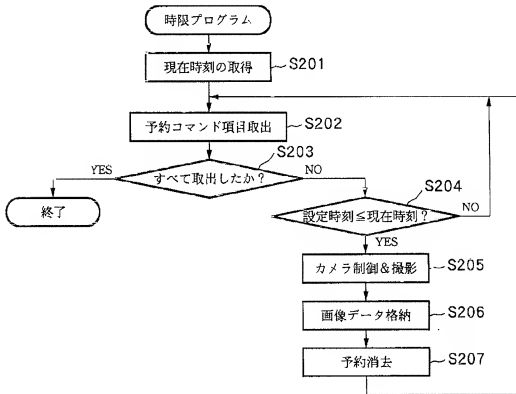 時限プログラム
現在時刻の取得
S201
予約コマンド項目取出
S202
すべて取出したか?
S203
YES
NO
終了
設定時刻≦現在時刻?
S204
NO
YES
カメラ制御&撮影
S205
画像データ格納
S206
予約消去
S207